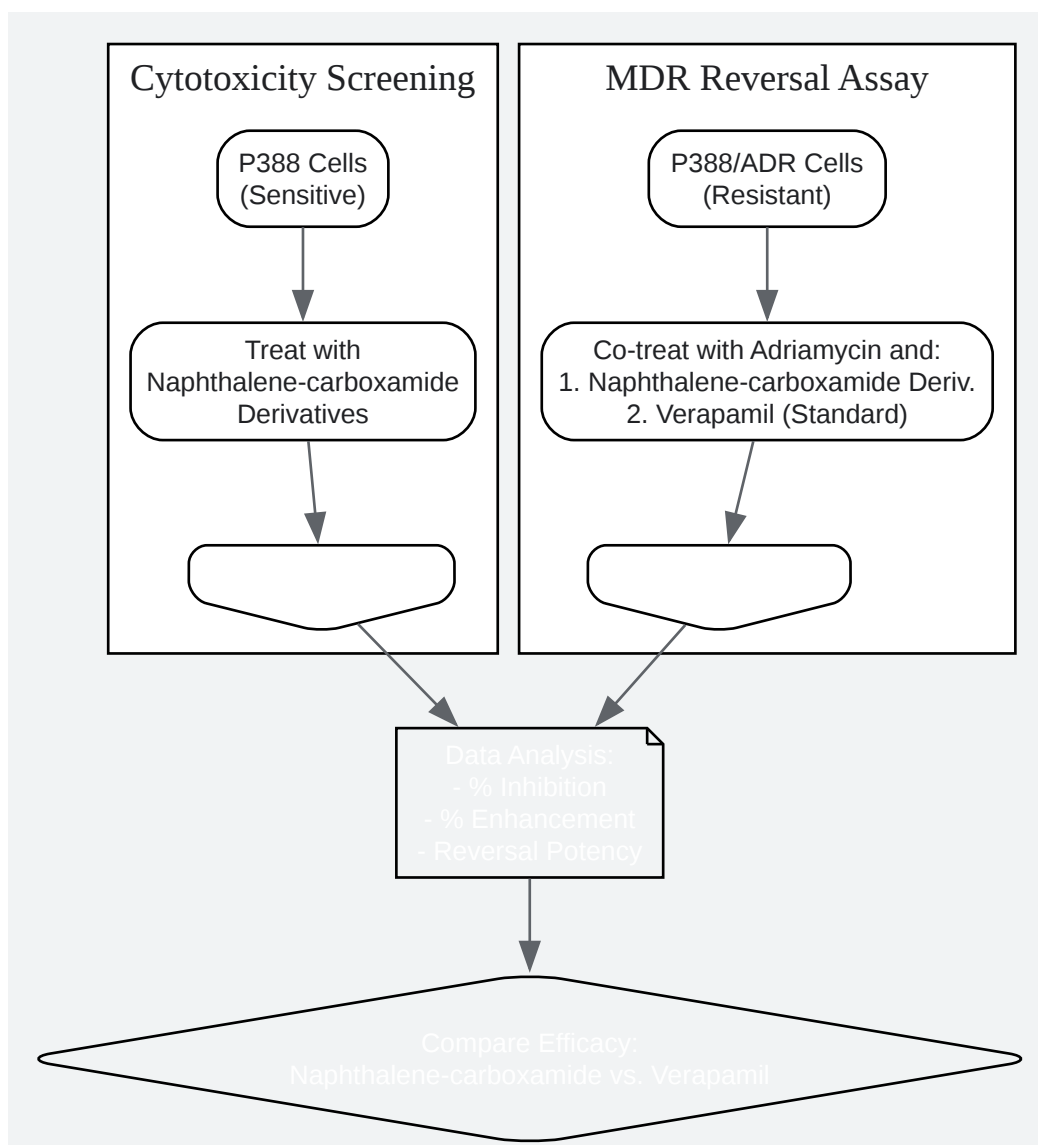 Cytotoxicity Screening
P388 Cells
(Sensitive)
Treat with
Naphthalene-carboxamide
Derivatives
MDR Reversal Assay
P388/ADR Cells
(Resistant)
Co-treat with Adriamycin and:
1. Naphthalene-carboxamide Deriv.
2. Verapamil (Standard)
Data Analysis:
- % Inhibition
- % Enhancement
- Reversal Potency
Compare Efficacy:
Naphthalene-carboxamide vs. Verapamil